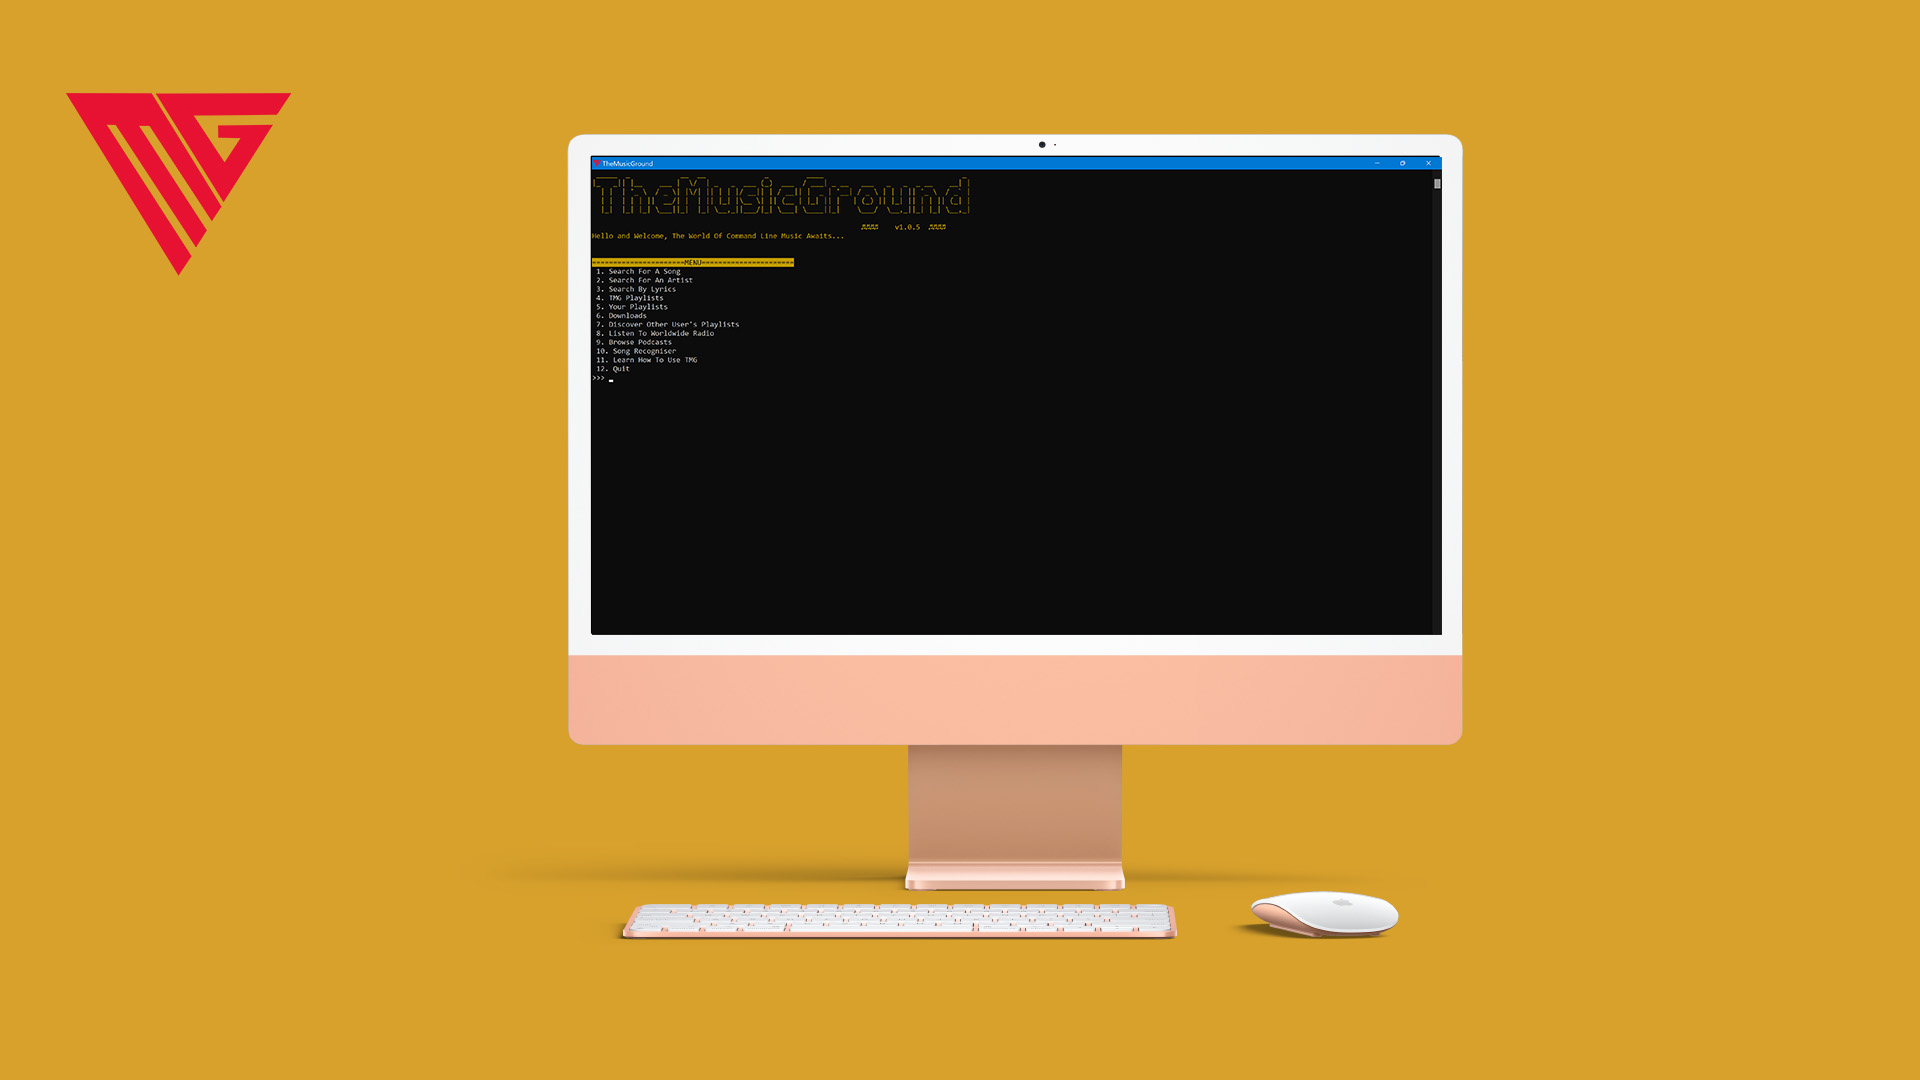 MG
TheMusicGround
TheMusicGround
♫♫♫♫ v1.0.5 ♫♫♫♫
Hello and Welcome, The World Of Command Line Music Awaits...
======================MENU======================
1. Search For A Song
2. Search For An Artist
3. Search By Lyrics
4. TMG Playlists
5. Your Playlists
6. Downloads
7. Discover Other User's Playlists
8. Listen To Worldwide Radio
9. Browse Podcasts
10. Song Recogniser
11. Learn How To Use TMG
12. Quit
>>> _